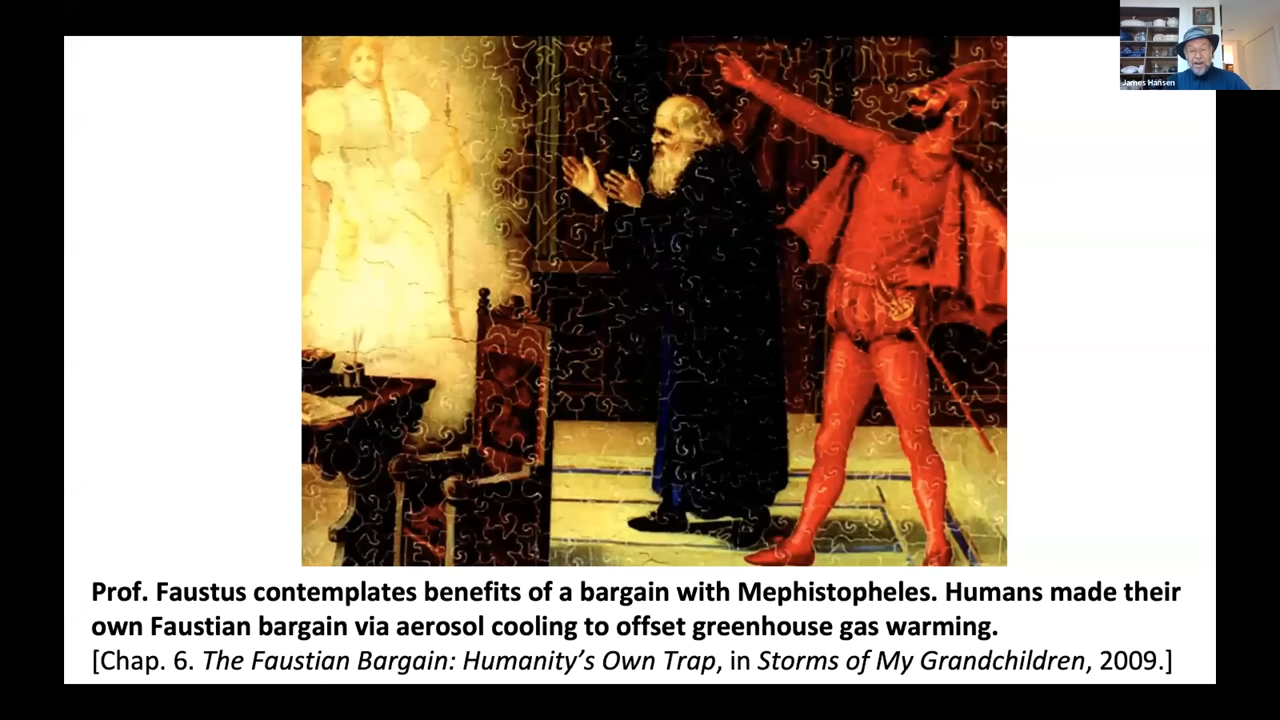 James Hansen
Prof. Faustus contemplates benefits of a bargain with Mephistopheles. Humans made their
own Faustian bargain via aerosol cooling to offset greenhouse gas warming.
[Chap. 6. The Faustian Bargain: Humanity’s Own Trap, in Storms of My Grandchildren, 2009.]